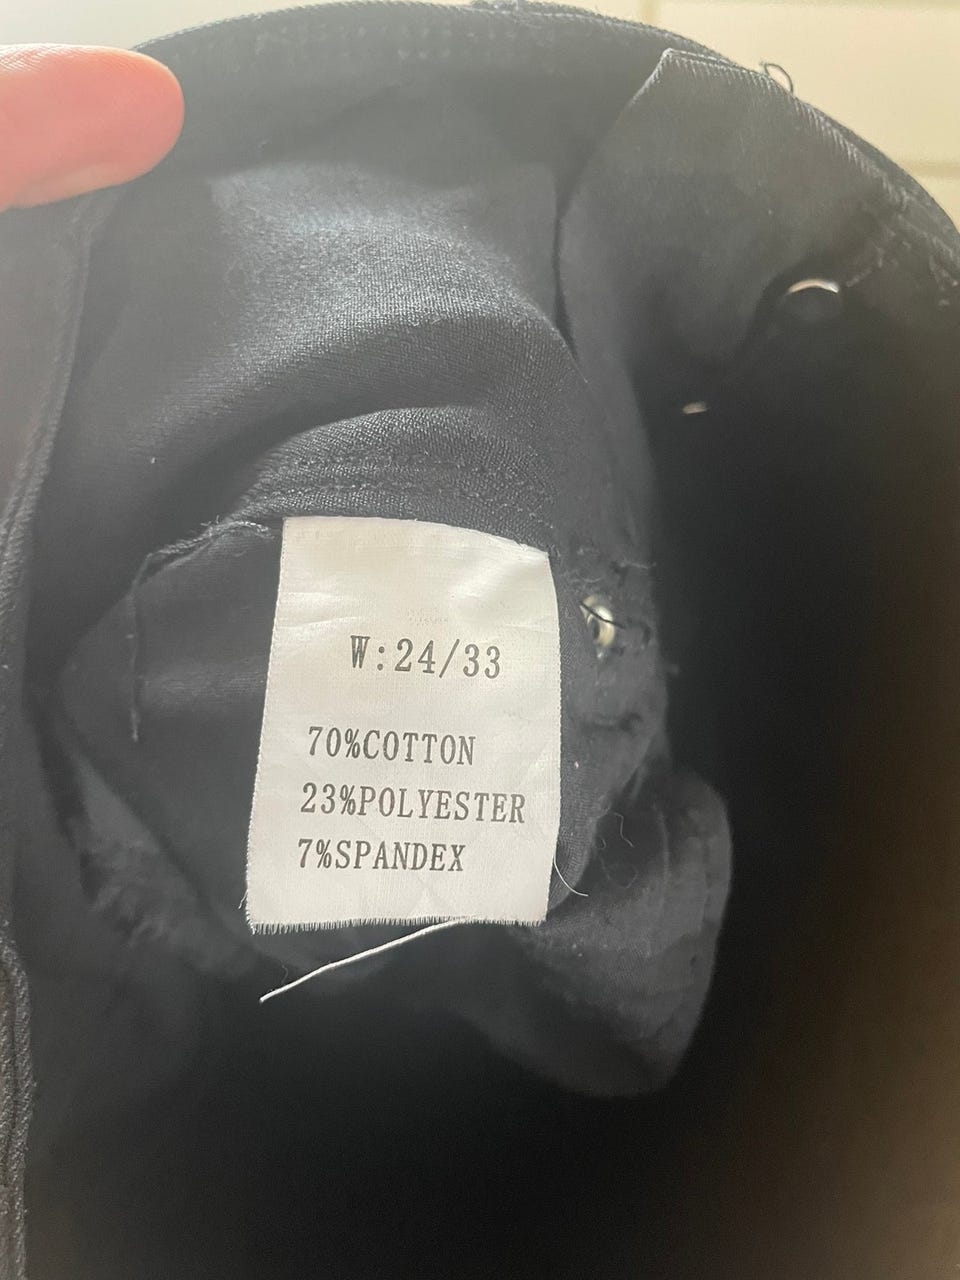 W:24/33
70%COTTON
23%POLYESTER
7%SPANDEX